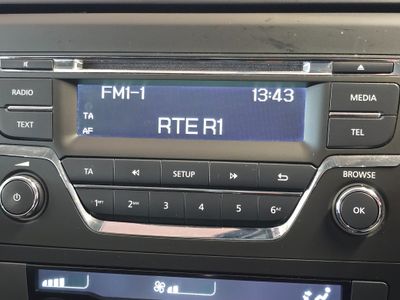 FM1-1 13:43
RADIO TA MEDIA
AF
TEXT RTE R1 TEL
TA SETUP BROWSE
1 2 3 4 5 6
OK